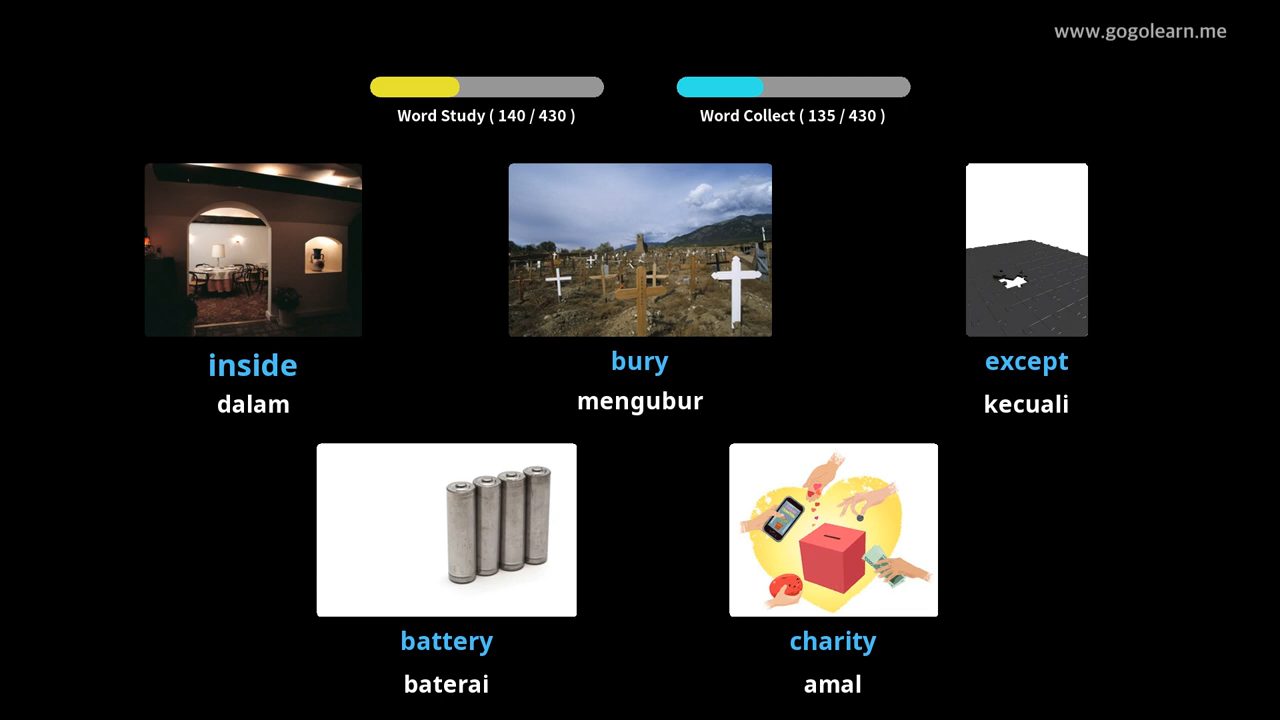 www.gogolearn.me
Word Study ( 140 / 430 )
Word Collect ( 135 / 430 )
inside
dalam
bury
mengubur
except
kecuali
battery
baterai
charity
amal